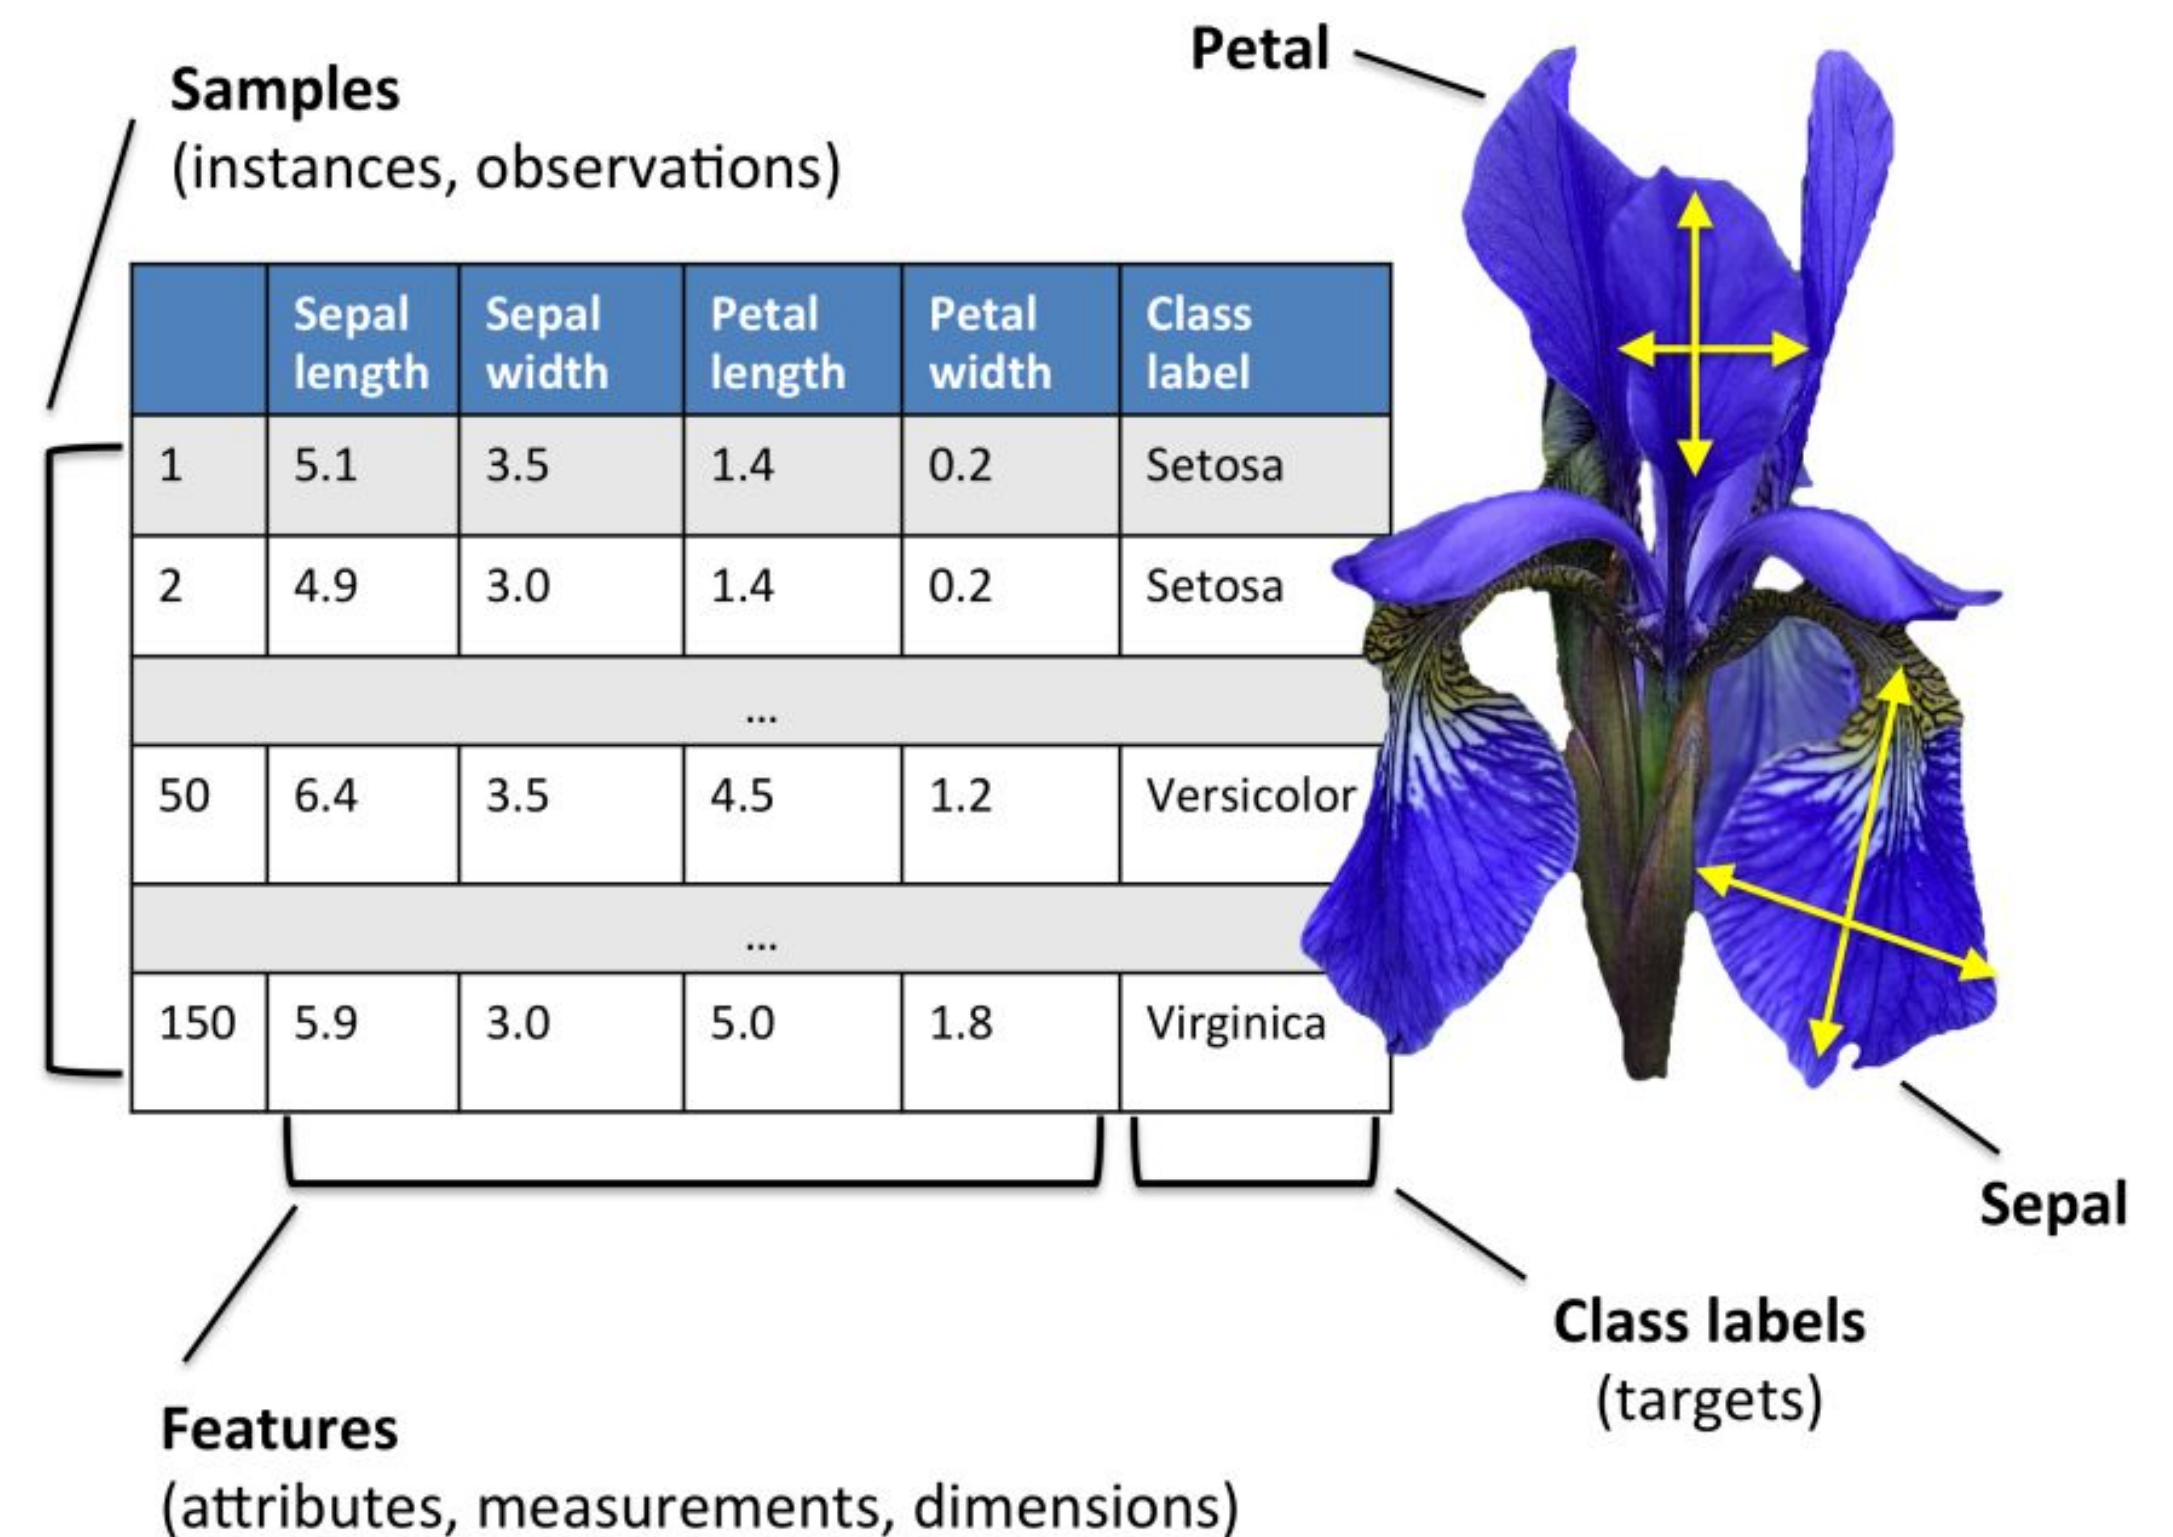 Petal
Samples
(instances, observations)
Sepal length Sepal width Petal length Petal width Class label
1 5.1 3.5 1.4 0.2 Setosa
2 4.9 3.0 1.4 0.2 Setosa
...
50 6.4 3.5 4.5 1.2 Versicolor
...
150 5.9 3.0 5.0 1.8 Virginica
Sepal
Class labels
(targets)
Features
(attributes, measurements, dimensions)